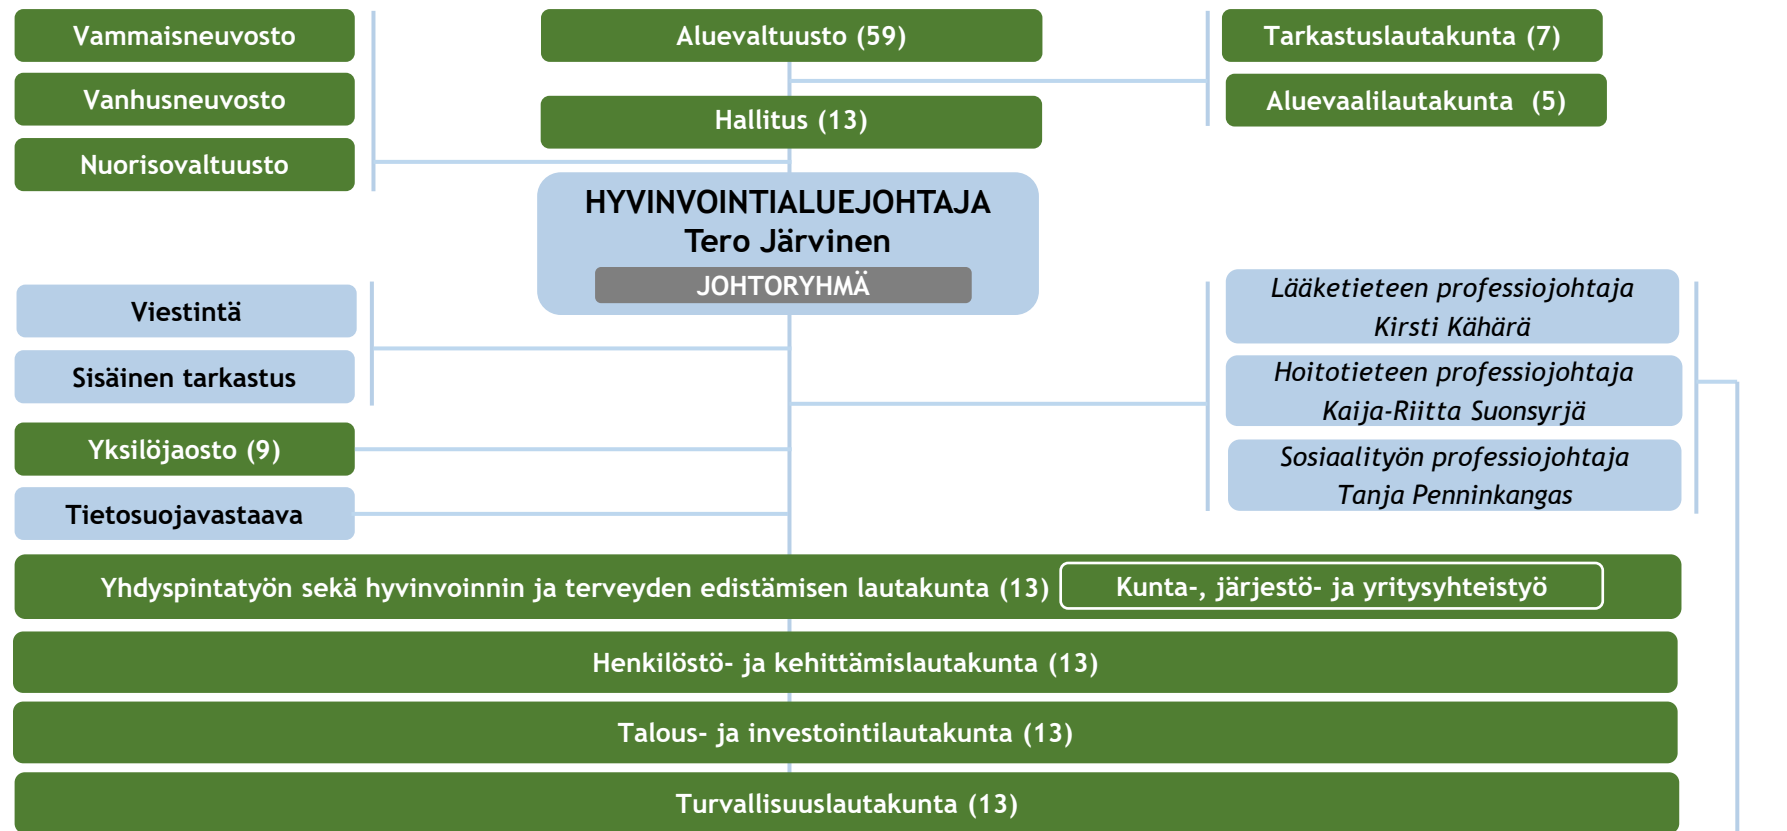 Vammaisneuvosto
Vanhusneuvosto
Nuorisovaltuusto
Aluevaltuusto (59)
Hallitus (13)
Tarkastuslautakunta (7)
Aluevaalilautakunta (5)
HYVINVOINTIALUEJOHTAJA
Tero Järvinen
JOHTORYHMÄ
Viestintä
Sisäinen tarkastus
Yksilöjaosto (9)
Tietosuojavastaava
Lääketieteen professiojohtaja
Kirsti Kähärä
Hoitotieteen professiojohtaja
Kaija-Riitta Suonsyrjä
Sosiaalityön professiojohtaja
Tanja Penninkangas
Yhdyspintatyön sekä hyvinvoinnin ja terveyden edistämisen lautakunta (13)
Kunta-, järjestö- ja yritysyhteistyö
Henkilöstö- ja kehittämislautakunta (13)
Talous- ja investointilautakunta (13)
Turvallisuuslautakunta (13)